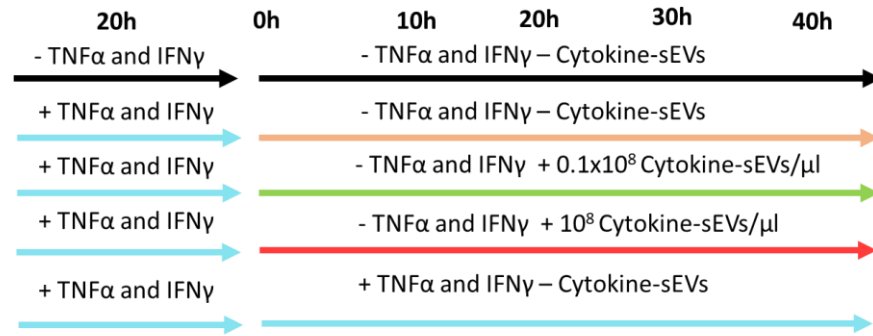 20h 0h 10h 20h 30h 40h
- TNFα and IFNγ - TNFα and IFNγ – Cytokine-sEVs
+ TNFα and IFNγ - TNFα and IFNγ – Cytokine-sEVs
+ TNFα and IFNγ - TNFα and IFNγ + 0.1x10⁸ Cytokine-sEVs/μl
+ TNFα and IFNγ - TNFα and IFNγ + 10⁸ Cytokine-sEVs/μl
+ TNFα and IFNγ + TNFα and IFNγ – Cytokine-sEVs